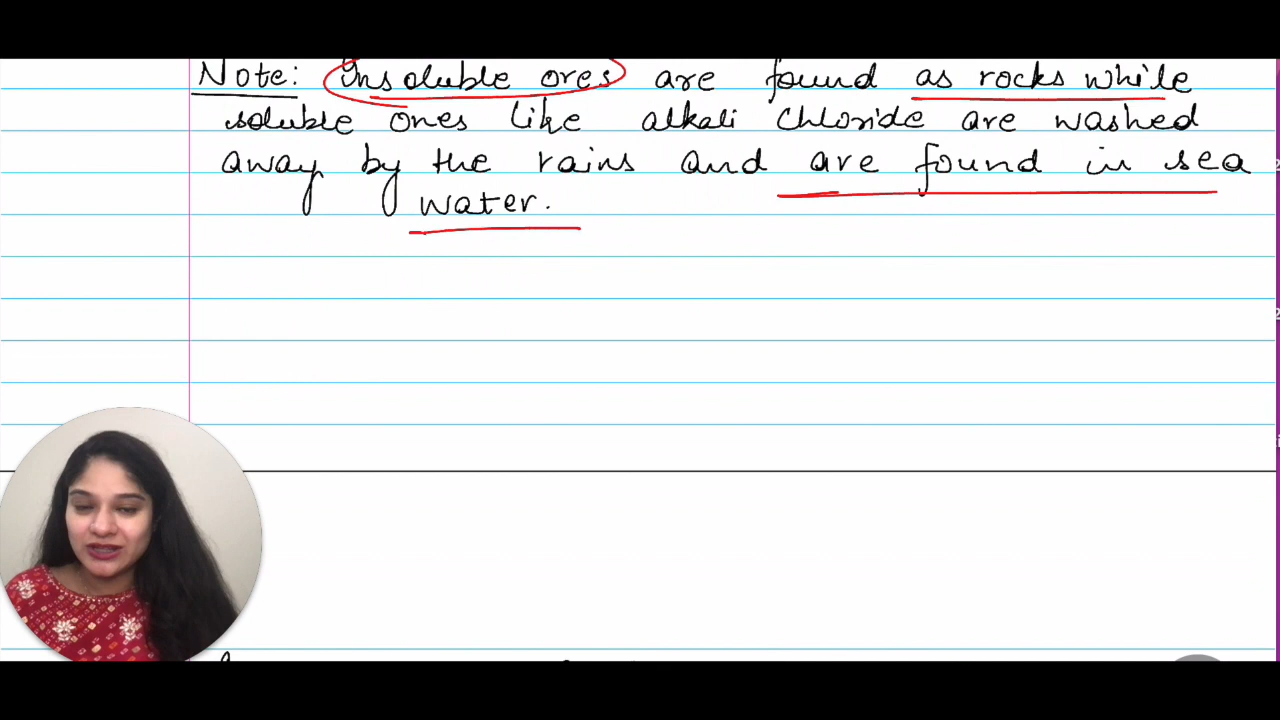 Note: Insoluble ores are found as rocks while
soluble ones like alkali chloride are washed
away by the rains and are found in sea
water.